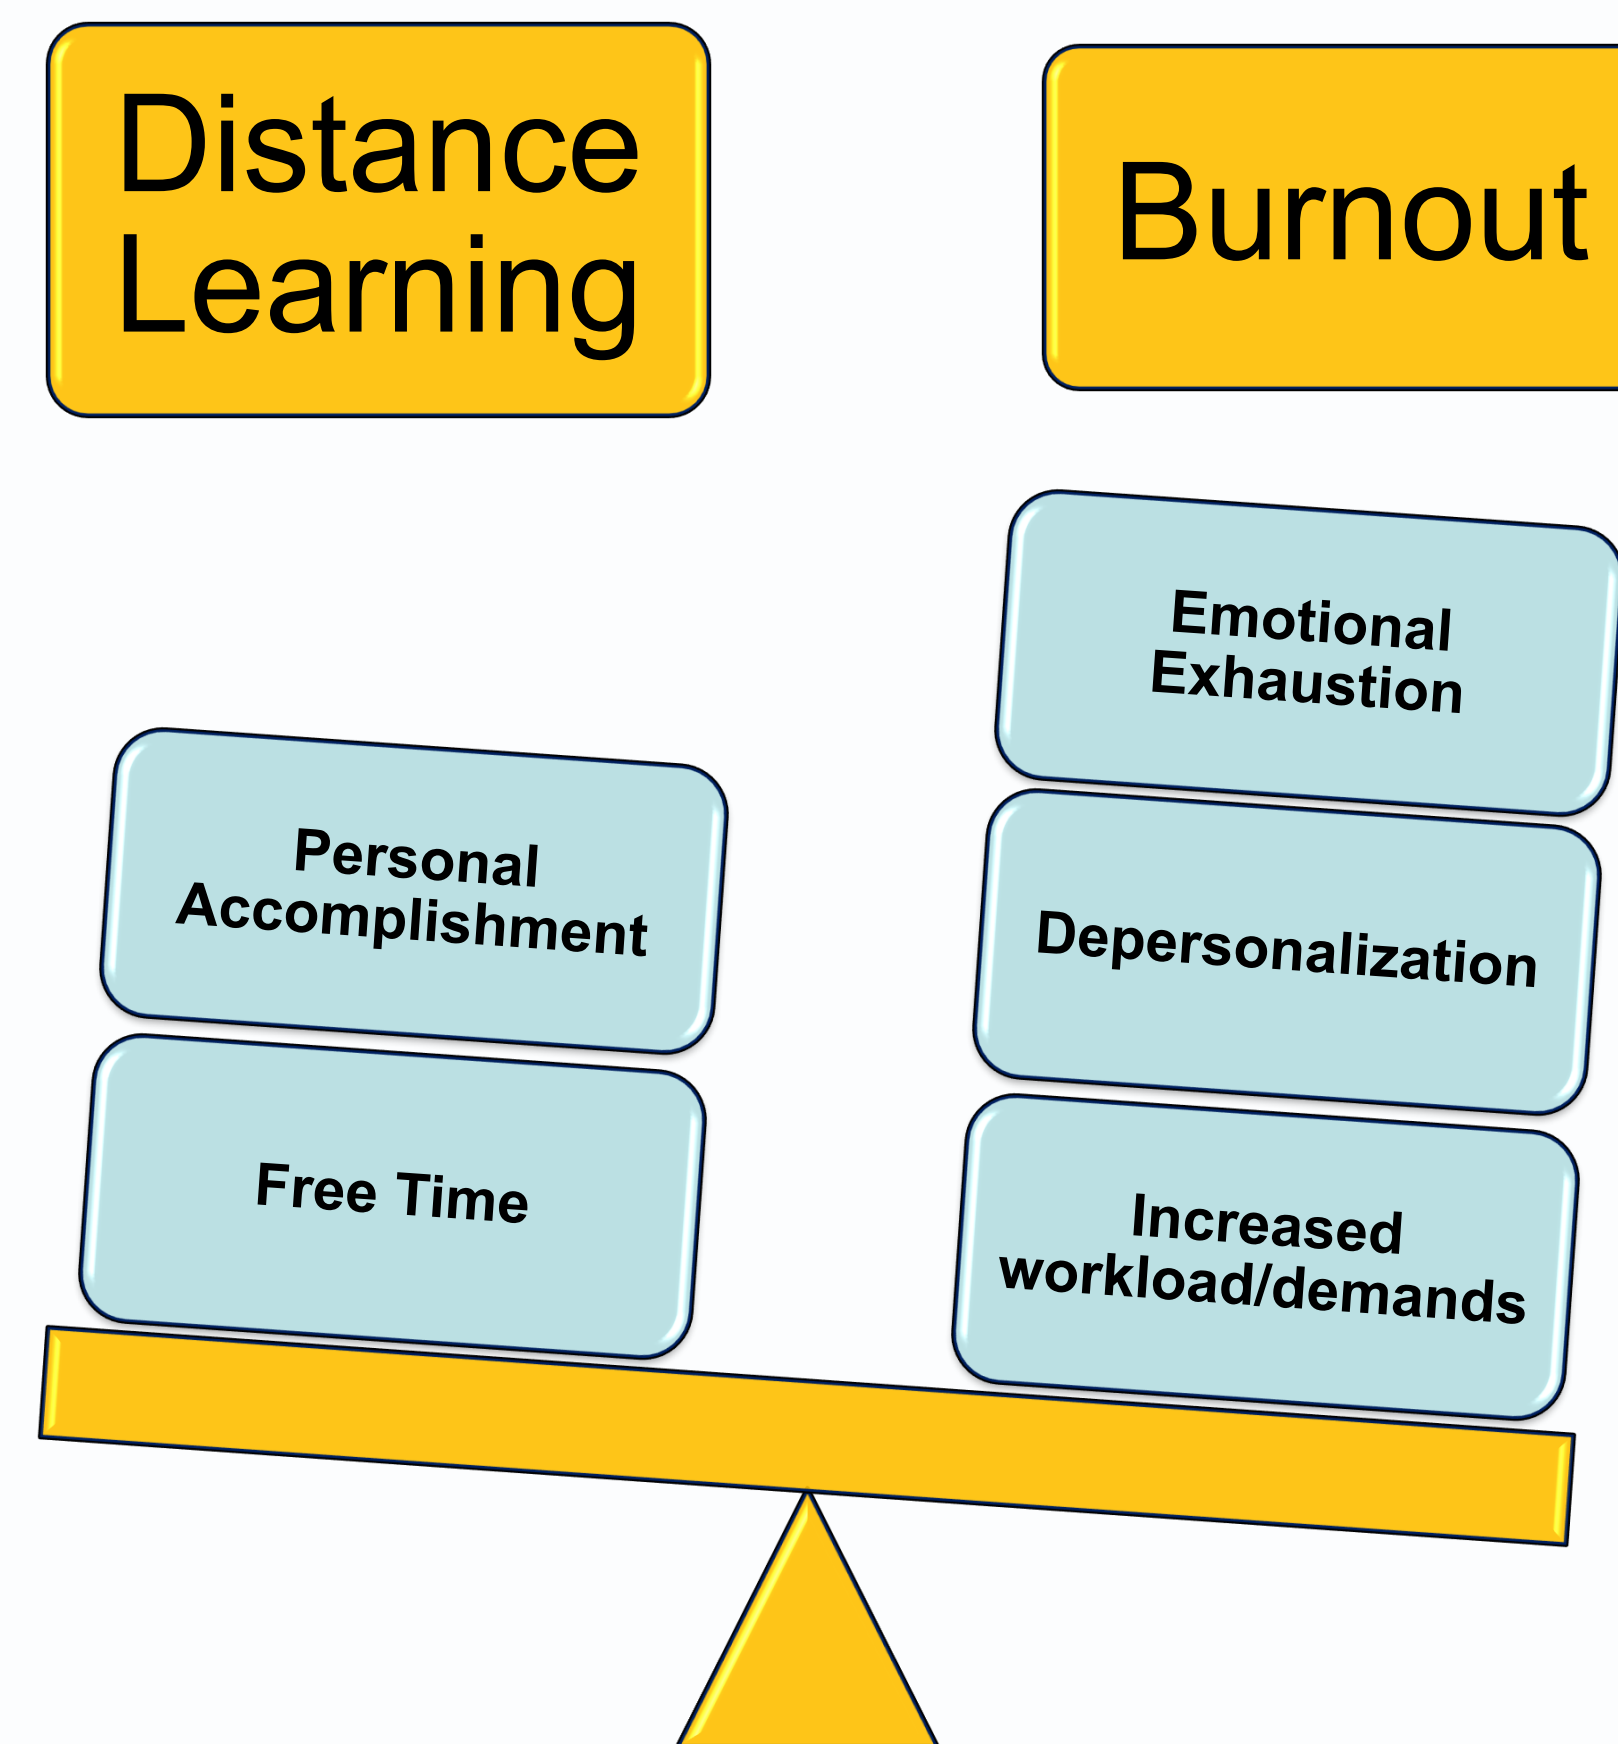 Distance
Learning
Burnout
Personal
Accomplishment
Free Time
Emotional
Exhaustion
Depersonalization
Increased
workload/demands